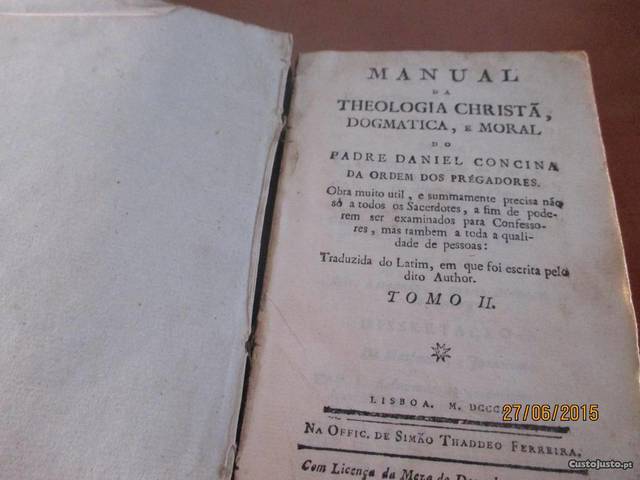 MANUAL
DA
THEOLOGIA CHRISTÃ,
DOGMATICA, E MORAL
DO
PADRE DANIEL CONCINA
DA ORDEM DOS PRÉGADORES.
Obra muito util, e summamente precisa não
só a todos os Sacerdotes, a fim de pode-
rem ser examinados para Confesso-
res, mas tambem a toda a quali-
dade de pessoas:
Traduzida do Latim, em que foi escrita pelo
dito Author.
TOMO II.
LISBOA. M. DCCC
27/06/2015
NA OFFIC. DE SIMÃO THADDEO FERREIRA.
Com Licença da Meza do
© CustoJusto.pt